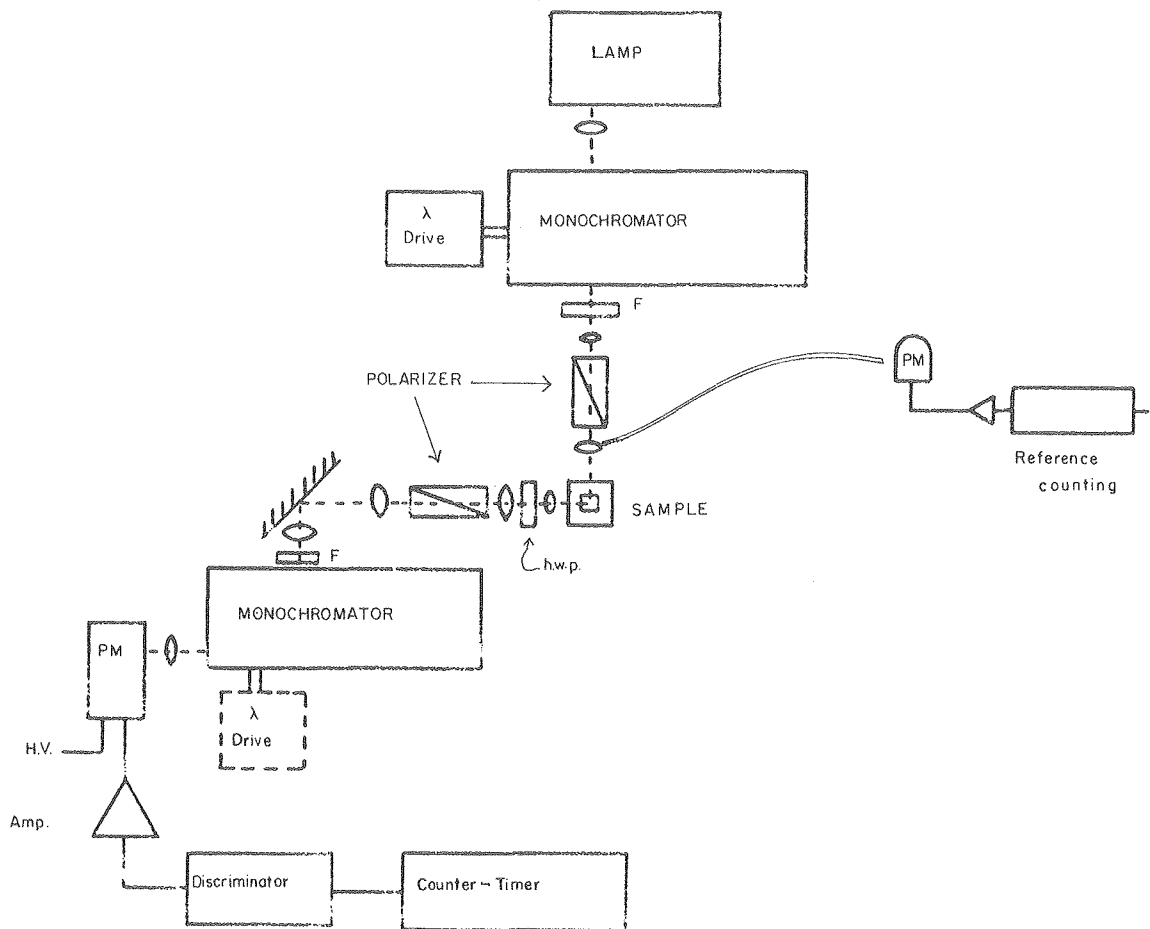 LAMP
MONOCHROMATOR
λ
Drive
F
PM
POLARIZER
Reference
counting
SAMPLE
h.w.p.
F
MONOCHROMATOR
PM
λ
Drive
H.V.
Amp.
Discriminator
Counter - Timer